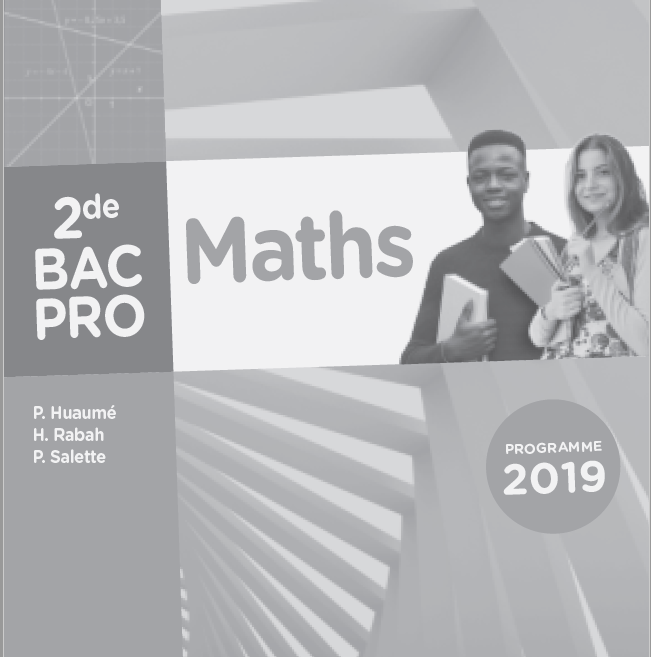 2de
BAC
PRO
Maths
P. Huaumé
H. Rabah
P. Salette
PROGRAMME
2019